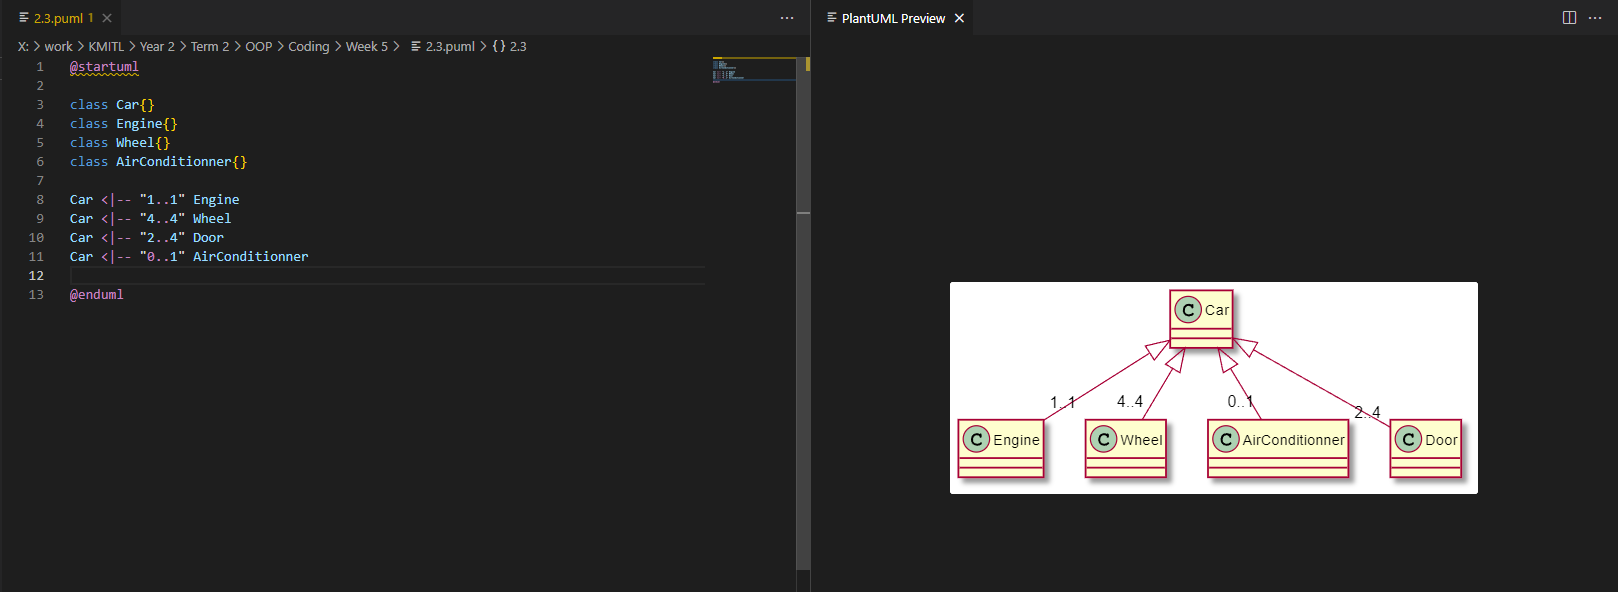 2.3.puml 1
PlantUML Preview
X: > work > KMITL > Year 2 > Term 2 > OOP > Coding > Week 5 > 2.3.puml > {} 2.3
1 @startuml
2
3 class Car{}
4 class Engine{}
5 class Wheel{}
6 class AirConditionner{}
7
8 Car <|-- "1..1" Engine
9 Car <|-- "4..4" Wheel
10 Car <|-- "2..4" Door
11 Car <|-- "0..1" AirConditionner
12
13 @enduml
C Car
1..1 4..4 0..1 2..4
C Engine C Wheel C AirConditionner C Door